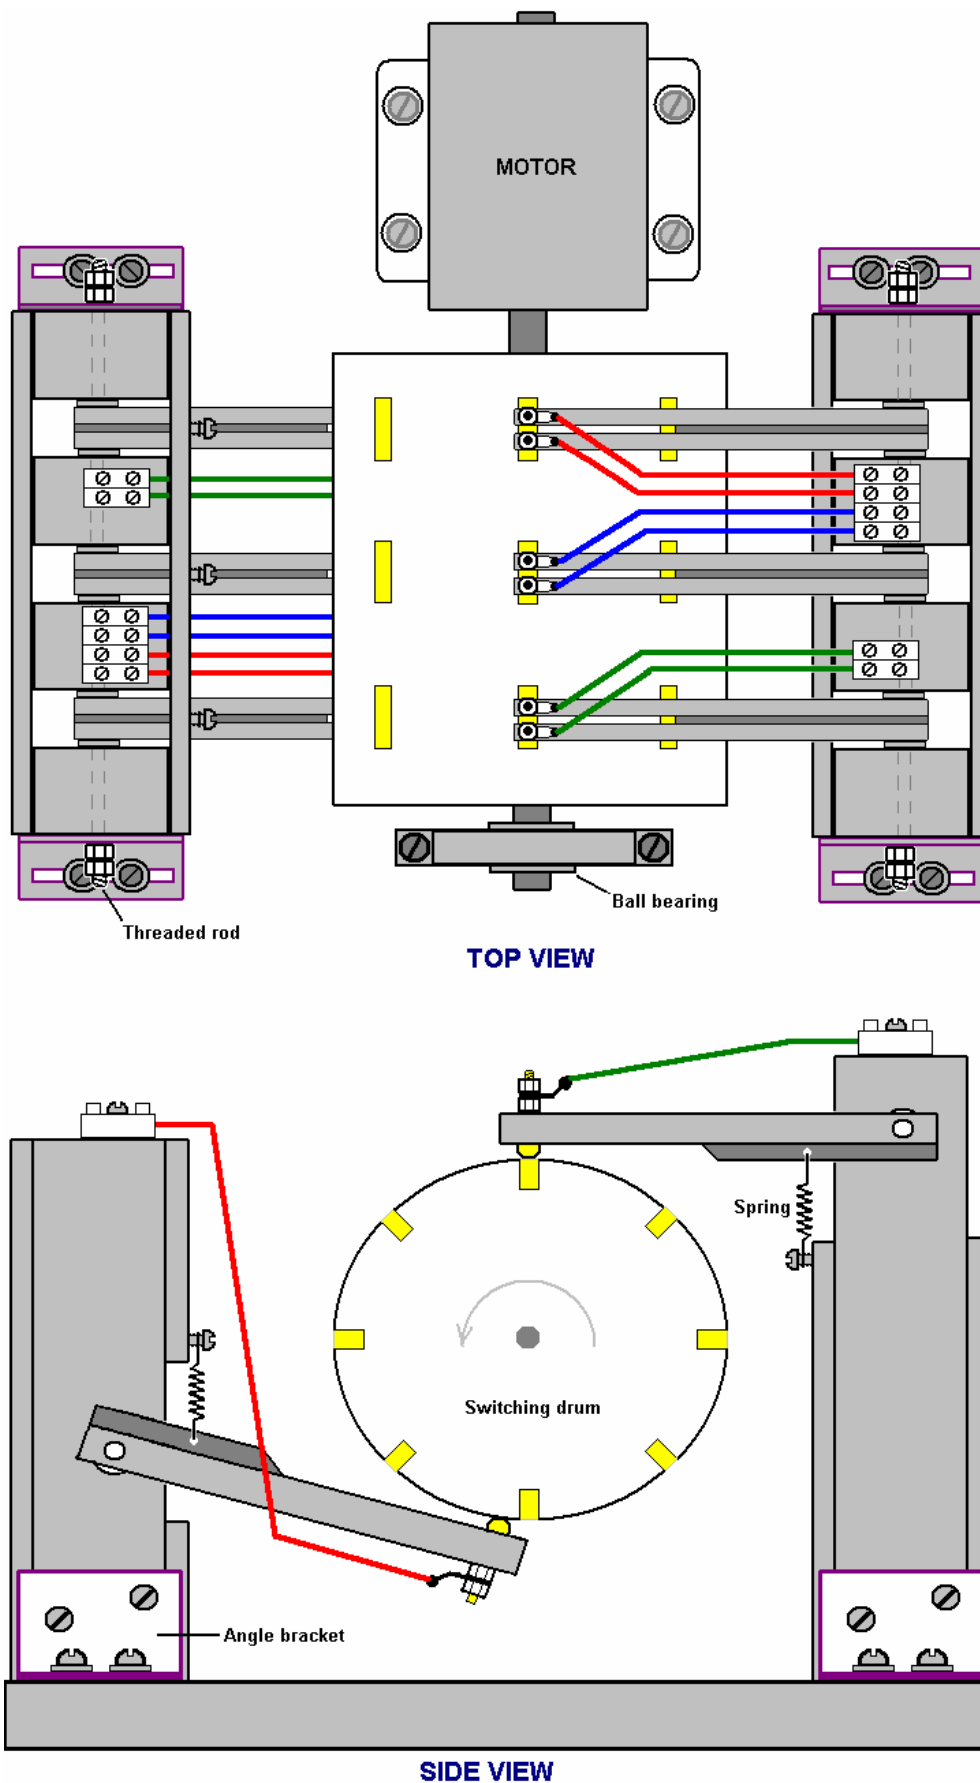 MOTOR
Ball bearing
Threaded rod
TOP VIEW
Spring
Switching drum
Angle bracket
SIDE VIEW